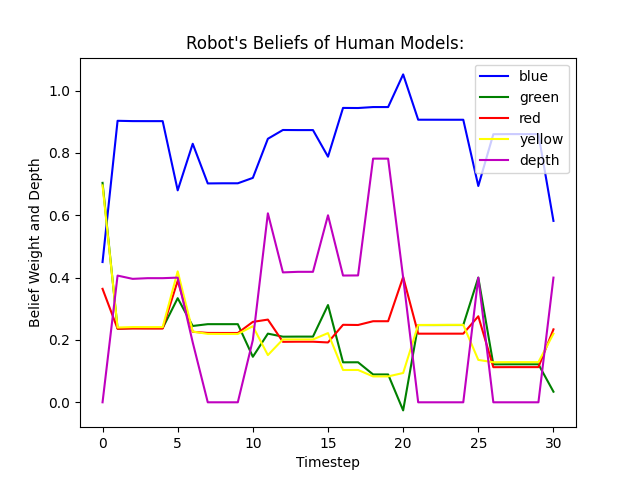 Robot's Beliefs of Human Models:
Belief Weight and Depth
1.0
0.8
0.6
0.4
0.2
0.0
blue
green
red
yellow
depth
0 5 10 15 20 25 30
Timestep